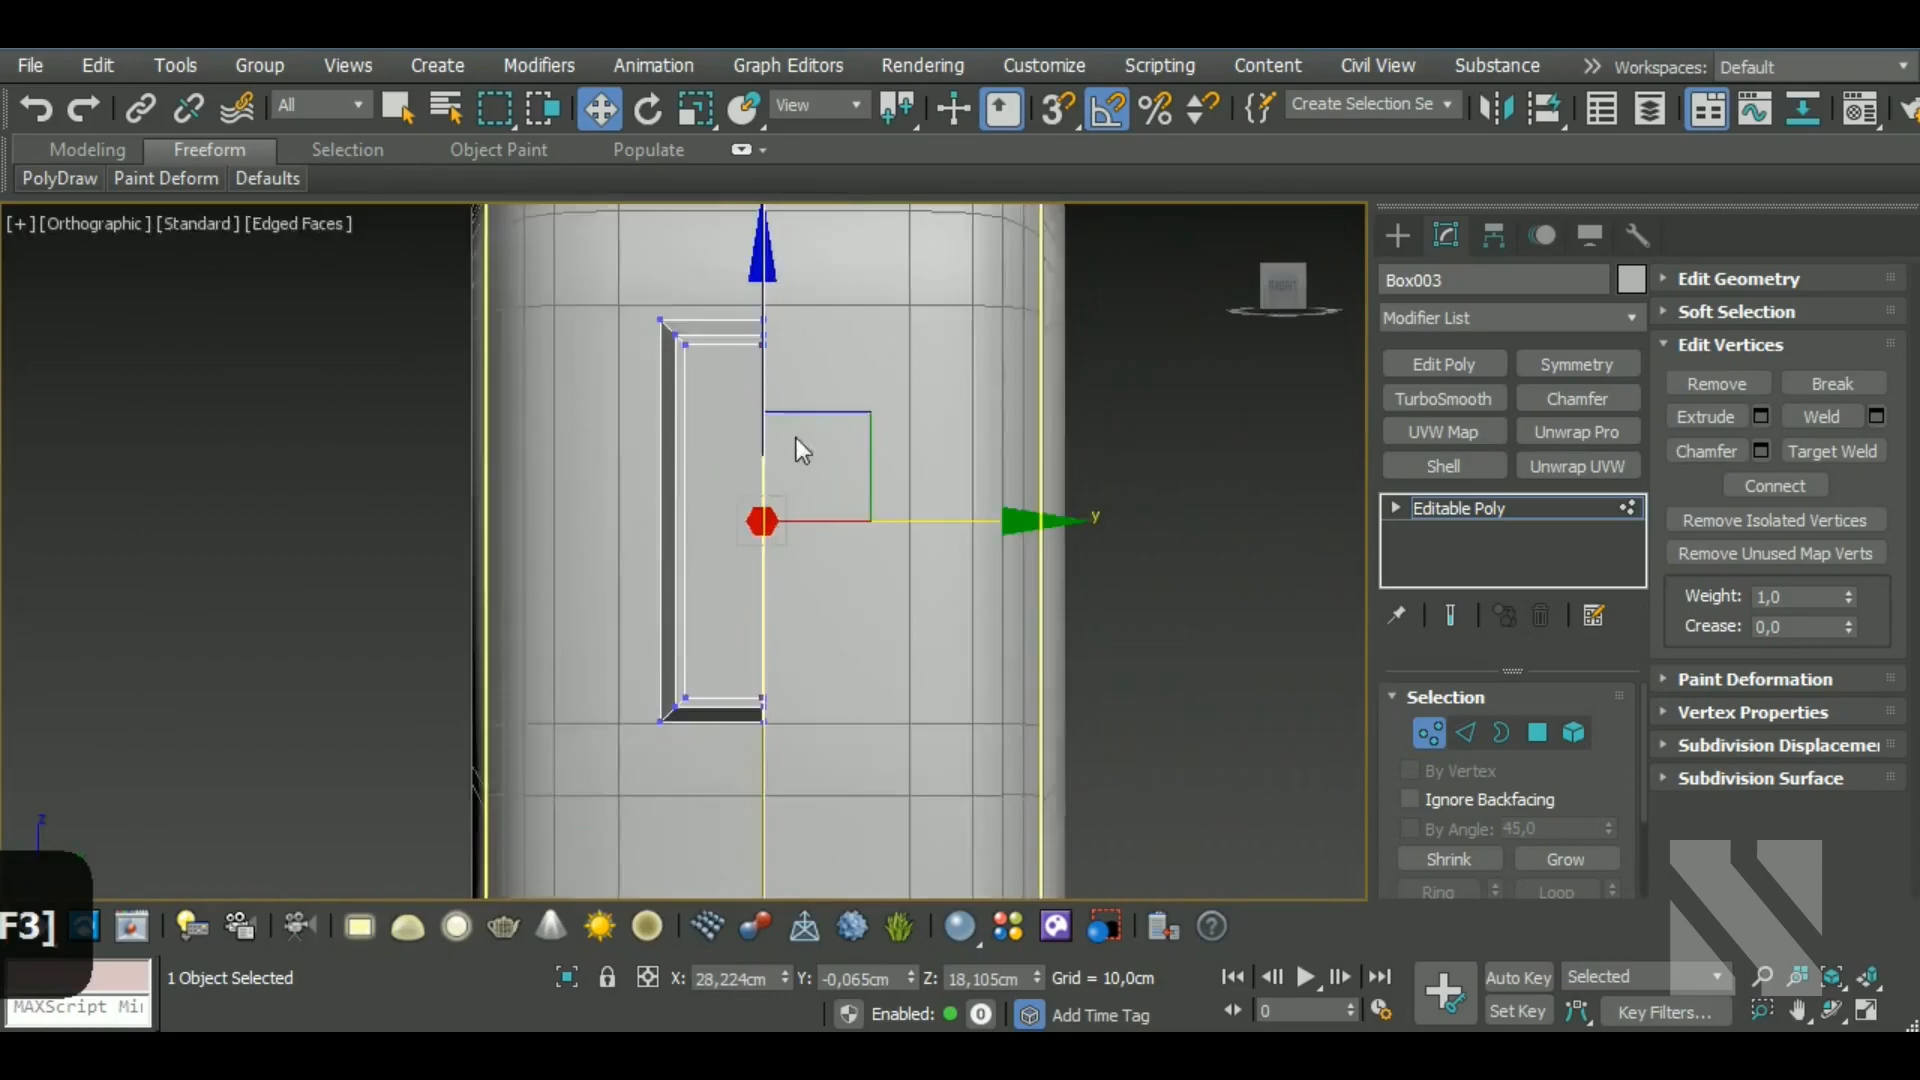 File Edit Tools Group Views Create Modifiers Animation Graph Editors Rendering Customize Scripting Content Civil View Substance Workspaces: Default
All View Create Selection Se
Modeling Freeform Selection Object Paint Populate
PolyDraw Paint Deform Defaults
[+] [Orthographic] [Standard] [Edged Faces]
y
z
Box003
Modifier List
Edit Poly Symmetry
TurboSmooth Chamfer
UVW Map Unwrap Pro
Shell Unwrap UVW
Editable Poly
Selection
By Vertex
Ignore Backfacing
By Angle: 45,0
Shrink Grow
Ring Loop
Edit Geometry
Soft Selection
Edit Vertices
Remove Break
Extrude Weld
Chamfer Target Weld
Connect
Remove Isolated Vertices
Remove Unused Map Verts
Weight: 1,0
Crease: 0,0
Paint Deformation
Vertex Properties
Subdivision Displaceme
Subdivision Surface
F3]
MAXScript Mi
1 Object Selected
X: 28,224cm Y: -0,065cm Z: 18,105cm Grid = 10,0cm
Enabled: 0 Add Time Tag
0
Auto Key Selected
Set Key Key Filters...